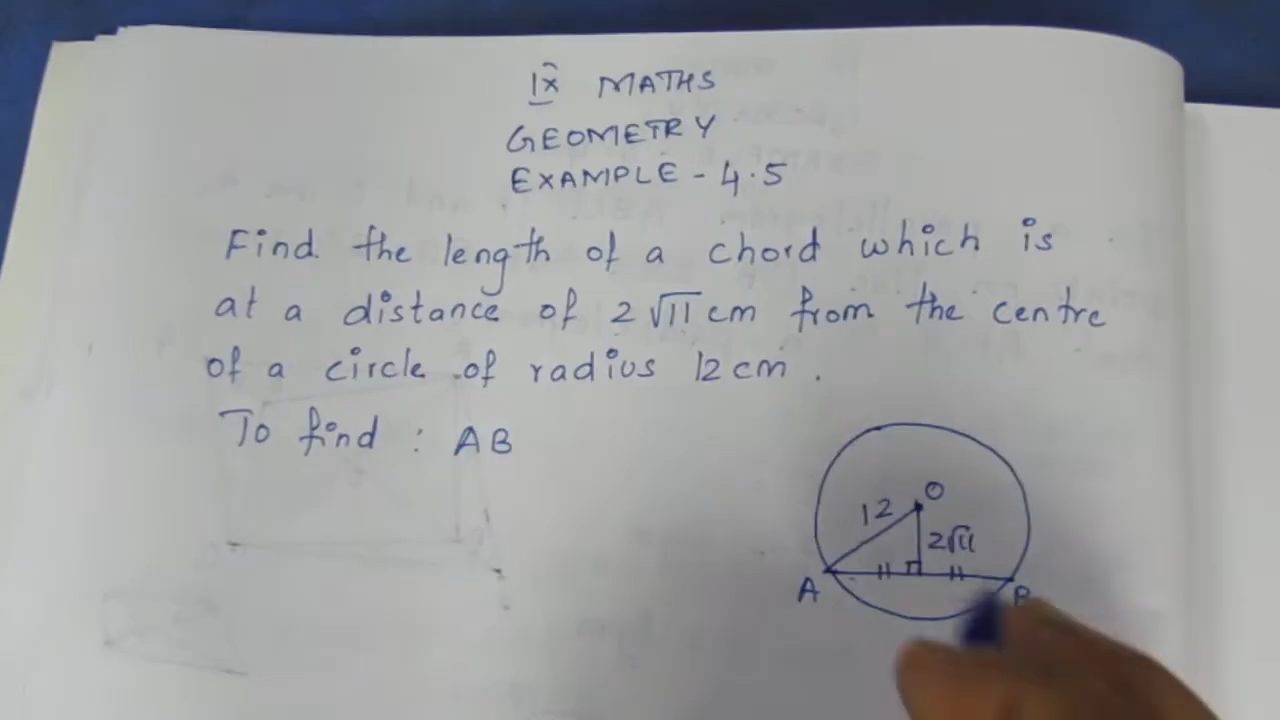 IX MATHS
GEOMETRY
EXAMPLE - 4.5
Find the length of a chord which is
at a distance of 2√11 cm from the centre
of a circle of radius 12 cm.
To find : AB
O
12
2√11
A
B